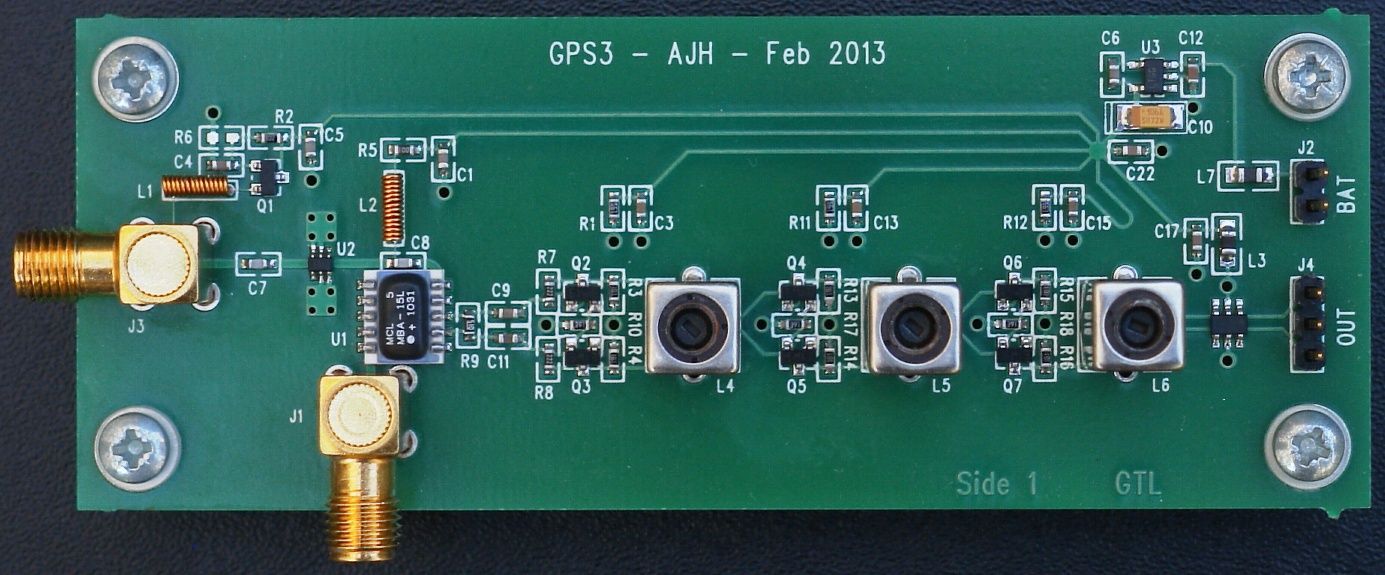 GPS3 - AJH - Feb 2013
C6
U3
C12
C10
R6
R2
C5
C4
L1
Q1
R5
C1
L2
C22
L7
J2
BAT
R1
C3
R11
C13
R12
C15
C17
L3
J4
OUT
U2
C8
C7
J3
U1
MCL 5
MBA-15L
+ 1031
R9
C9
C11
R7
Q2
R3
R10
R4
Q3
R8
L4
Q4
R13
R17
R14
Q5
L5
Q6
R15
R18
R16
Q7
L6
J1
Side 1
GTL